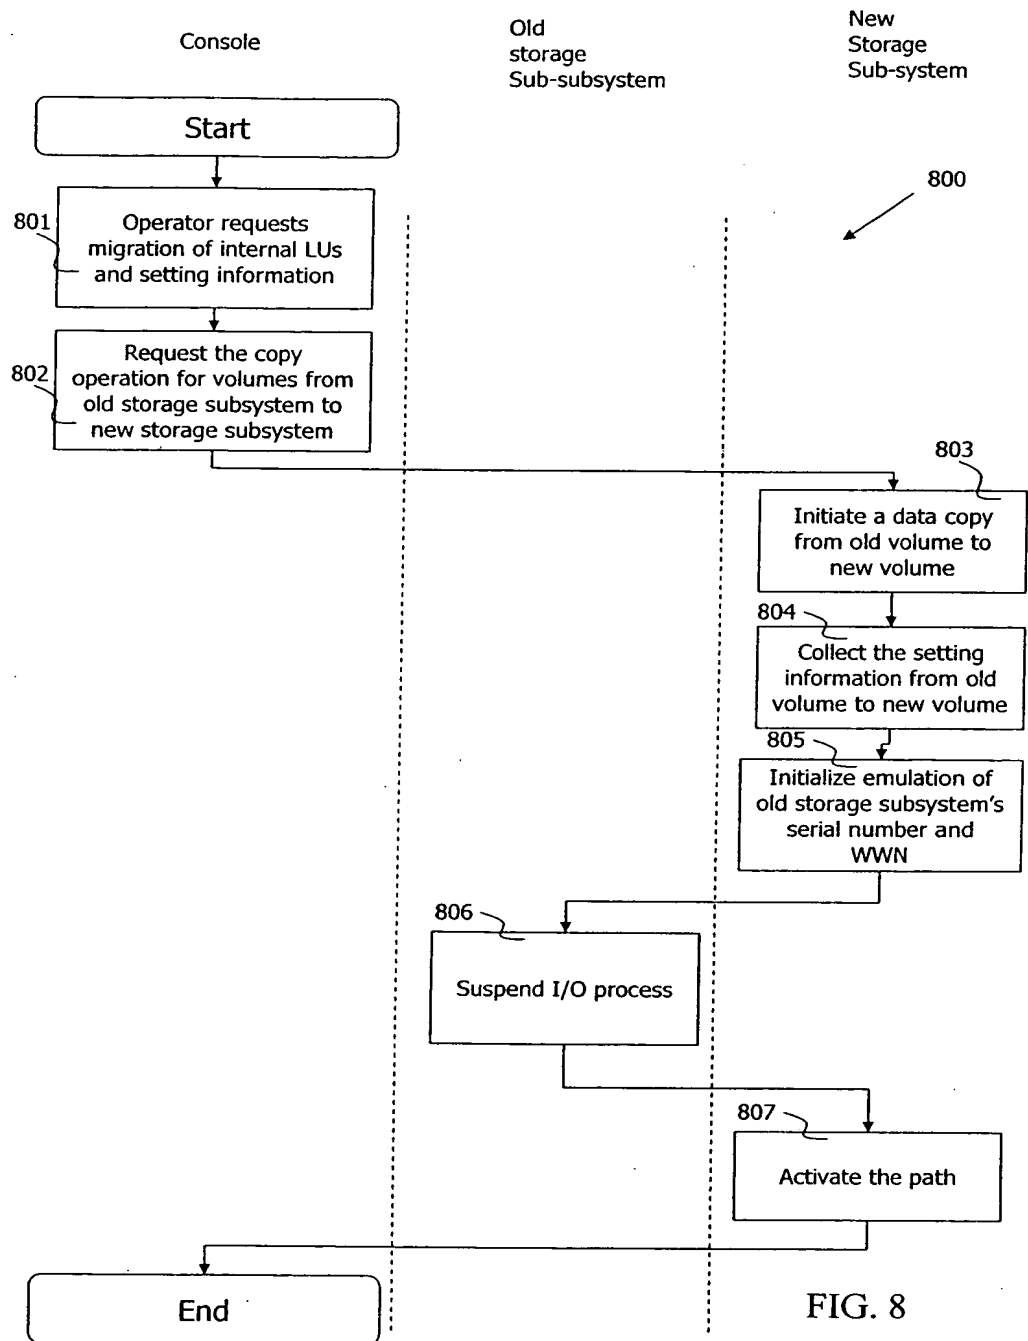 Console
Old
storage
Sub-subsystem
New
Storage
Sub-system
Start
800
801
Operator requests
migration of internal LUs
and setting information
802
Request the copy
operation for volumes from
old storage subsystem to
new storage subsystem
803
Initiate a data copy
from old volume to
new volume
804
Collect the setting
information from old
volume to new volume
805
Initialize emulation of
old storage subsystem's
serial number and
WWN
806
Suspend I/O process
807
Activate the path
End
FIG. 8